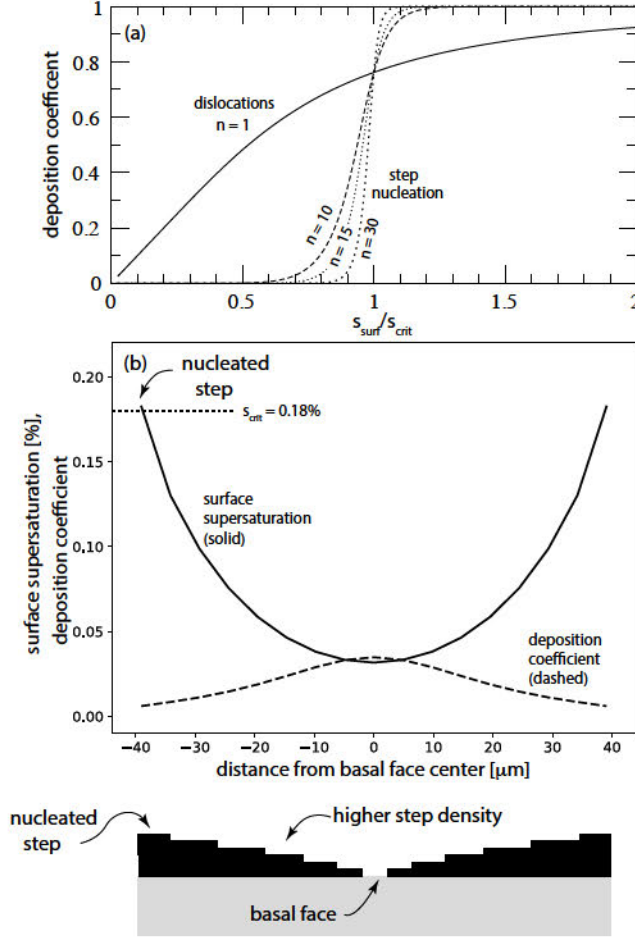 (a)
deposition coefficent
1.0
0.8
0.6
0.4
0.2
0
dislocations
n = 1
step
nucleation
n = 10
n = 15
n = 30
0
0.5
1
1.5
2
s_surf/s_crit
(b)
nucleated
step
s_crit = 0.18%
surface supersaturation [%],
deposition coefficient
0.20
0.15
0.10
0.05
0.00
surface
supersaturation
(solid)
deposition
coefficient
(dashed)
−40 −30 −20 −10 0 10 20 30 40
distance from basal face center [μm]
nucleated
step
higher step density
basal face